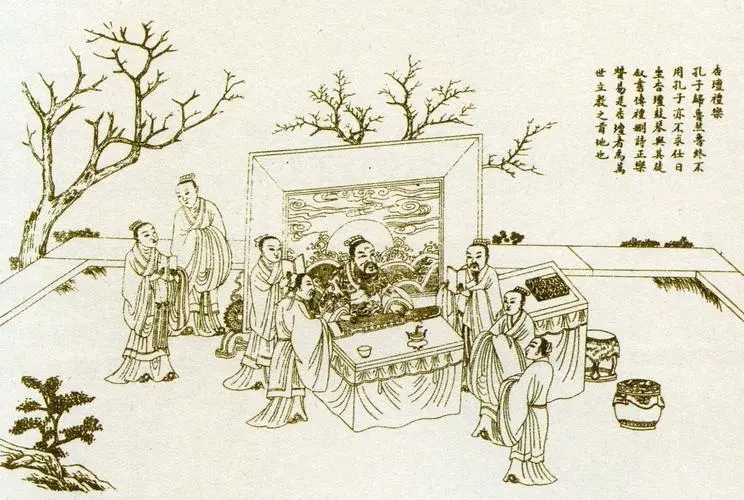 杏壇禮樂
孔子歸魯然魯終不
用孔子亦不求仕日
坐杏壇鼓琴與其徒
叙書傳禮刪詩正樂
贊易是杏壇者為萬
世立教之首地也